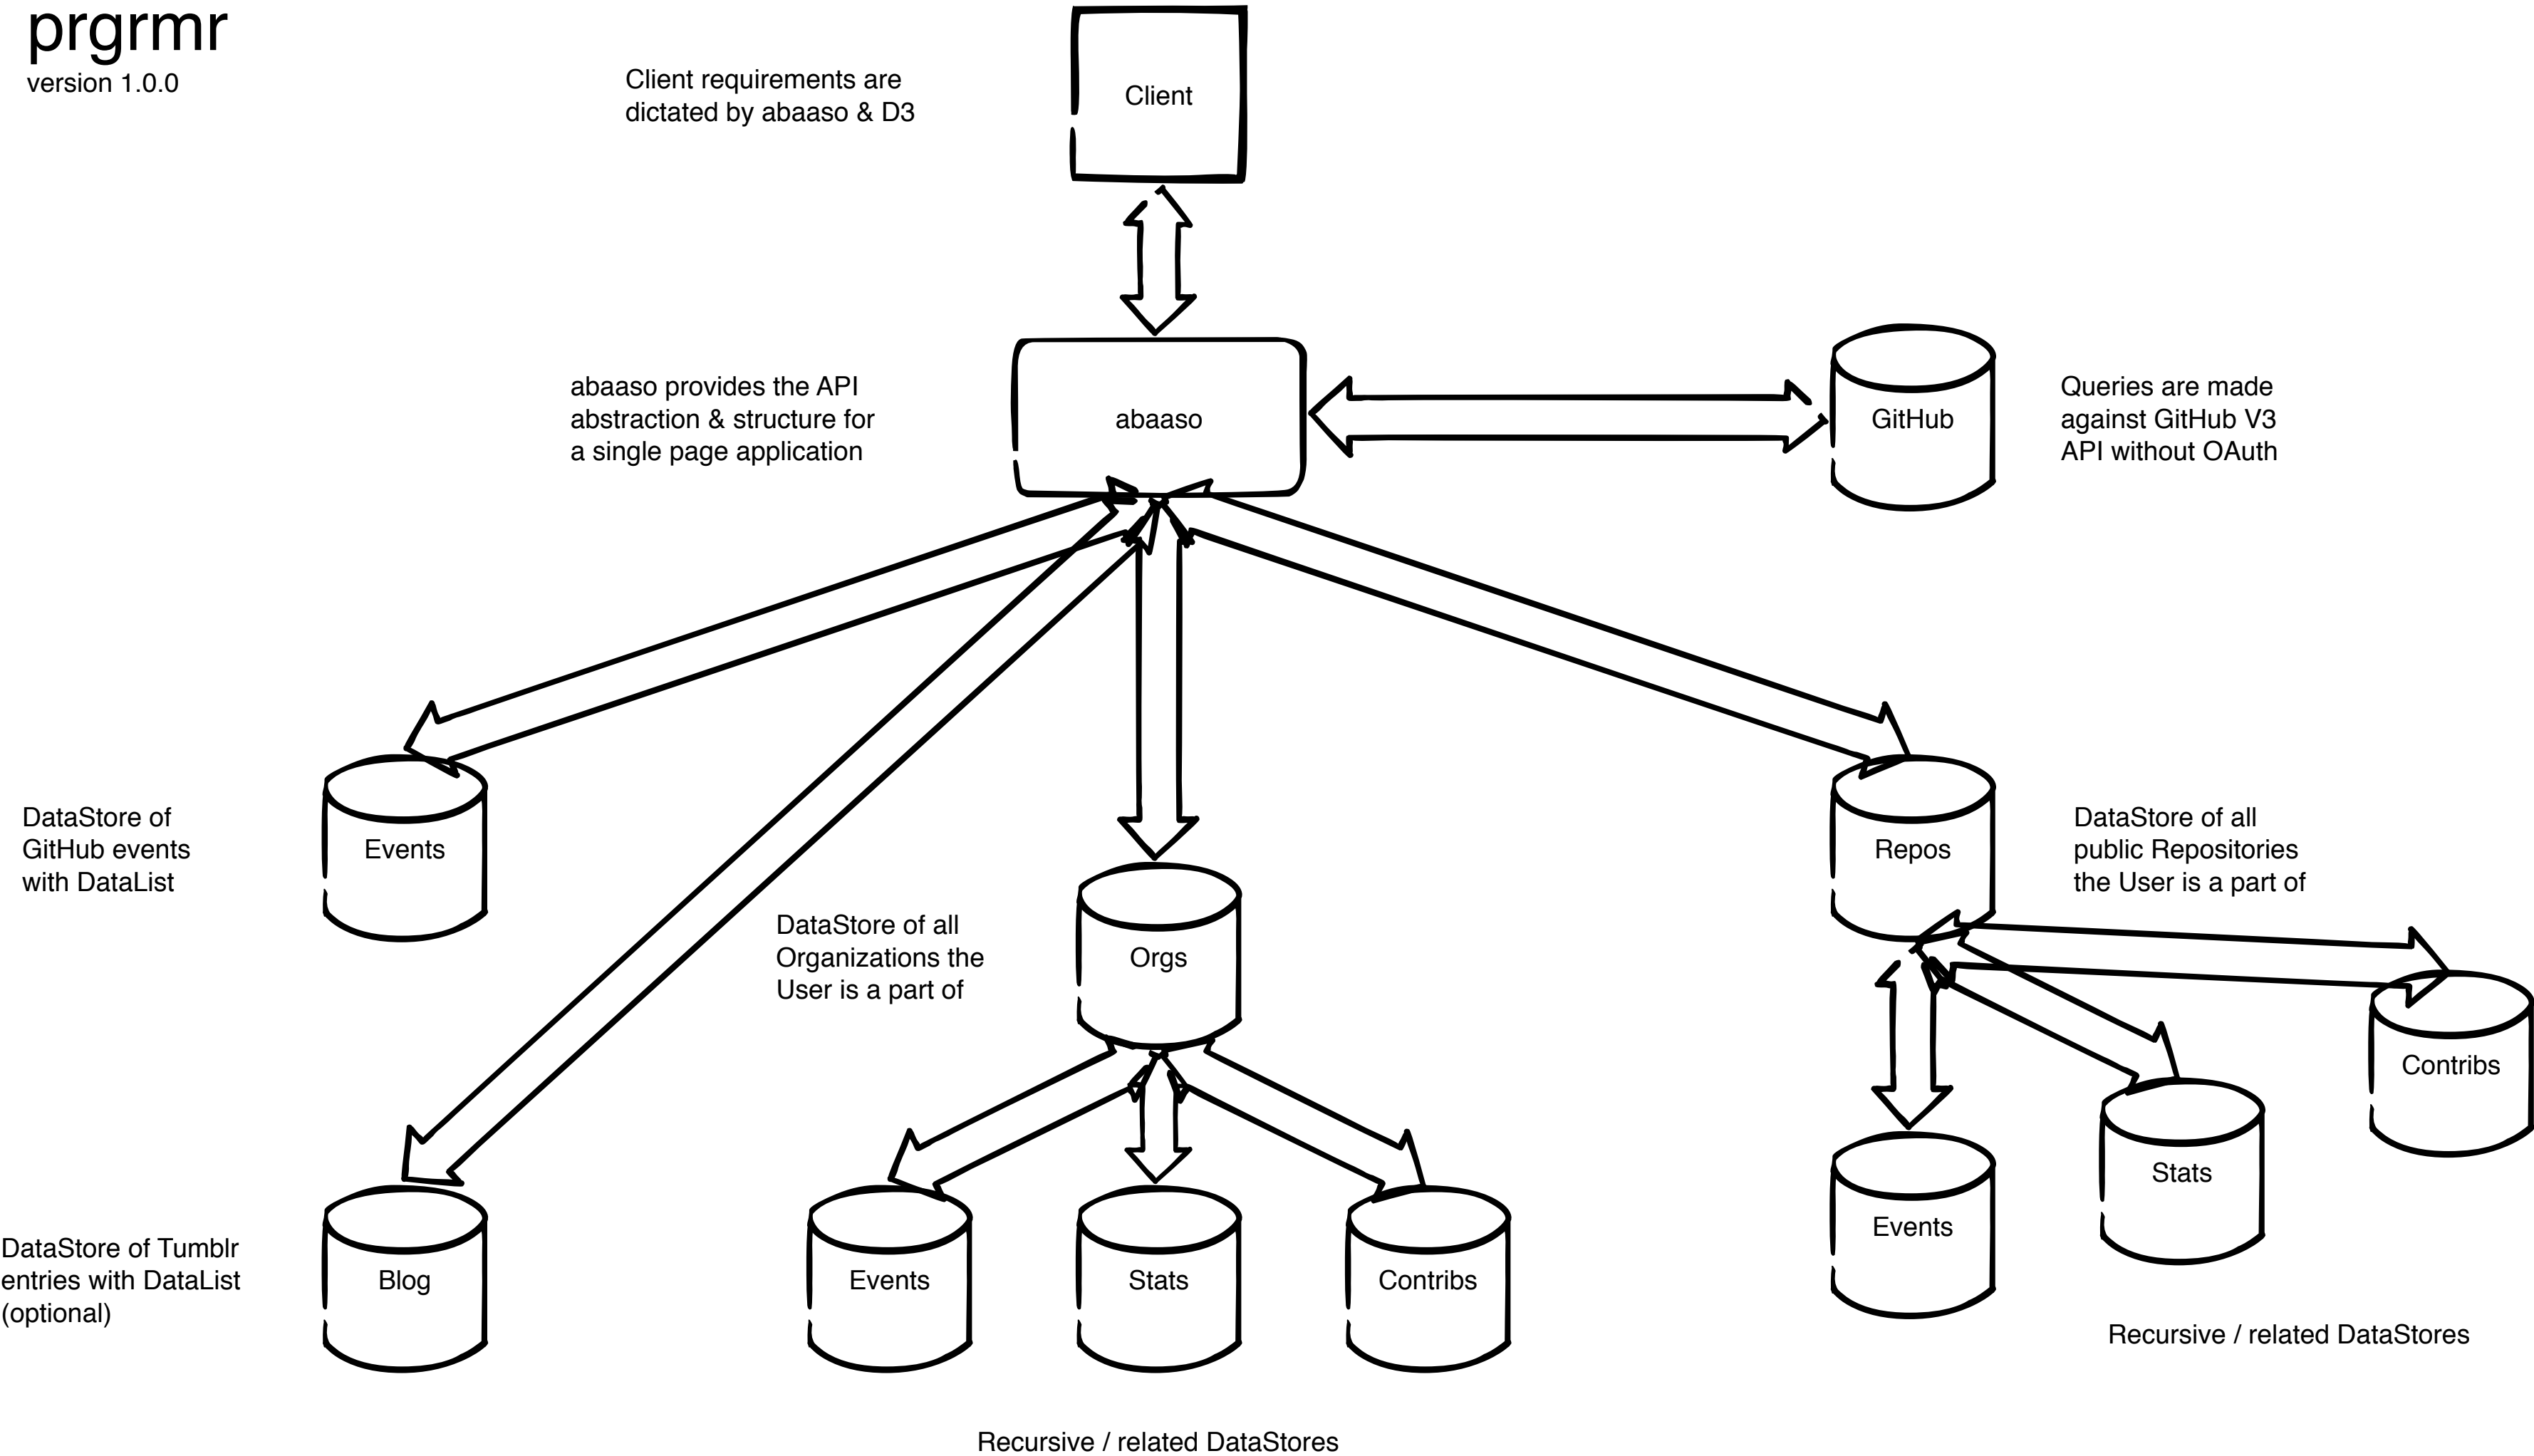 prgrmr
version 1.0.0
Client requirements are
dictated by abaaso & D3
Client
abaaso provides the API
abstraction & structure for
a single page application
abaaso
GitHub
Queries are made
against GitHub V3
API without OAuth
DataStore of
GitHub events
with DataList
Events
DataStore of all
Organizations the
User is a part of
Orgs
Repos
DataStore of all
public Repositories
the User is a part of
Contribs
Stats
Events
DataStore of Tumblr
entries with DataList
(optional)
Blog
Events
Stats
Contribs
Recursive / related DataStores
Recursive / related DataStores